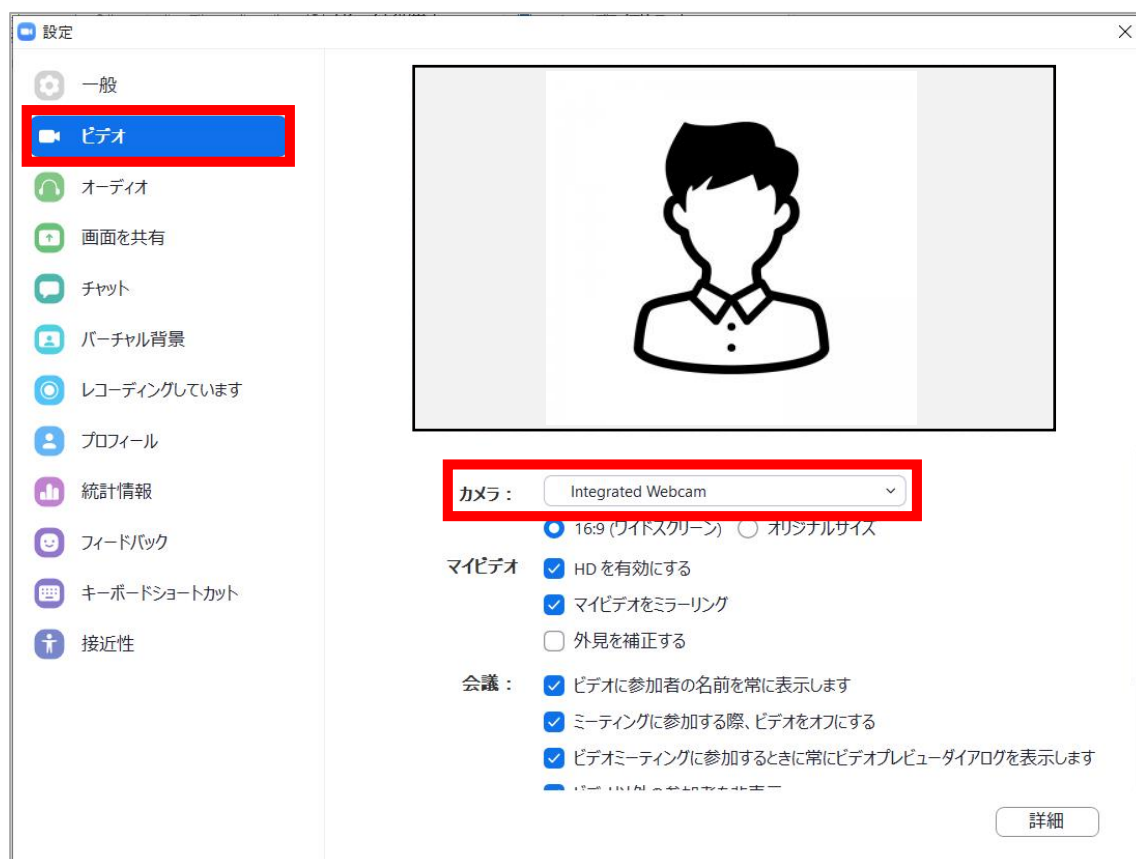 設定
一般
ビデオ
オーディオ
画面を共有
チャット
バーチャル背景
レコーディングしています
プロフィール
統計情報
フィードバック
キーボードショートカット
接近性
カメラ： Integrated Webcam
16:9 (ワイドスクリーン) オリジナルサイズ
マイビデオ HD を有効にする
マイビデオをミラーリング
外見を補正する
会議： ビデオに参加者の名前を常に表示します
ミーティングに参加する際、ビデオをオフにする
ビデオミーティングに参加するときに常にビデオプレビューダイアログを表示します
詳細